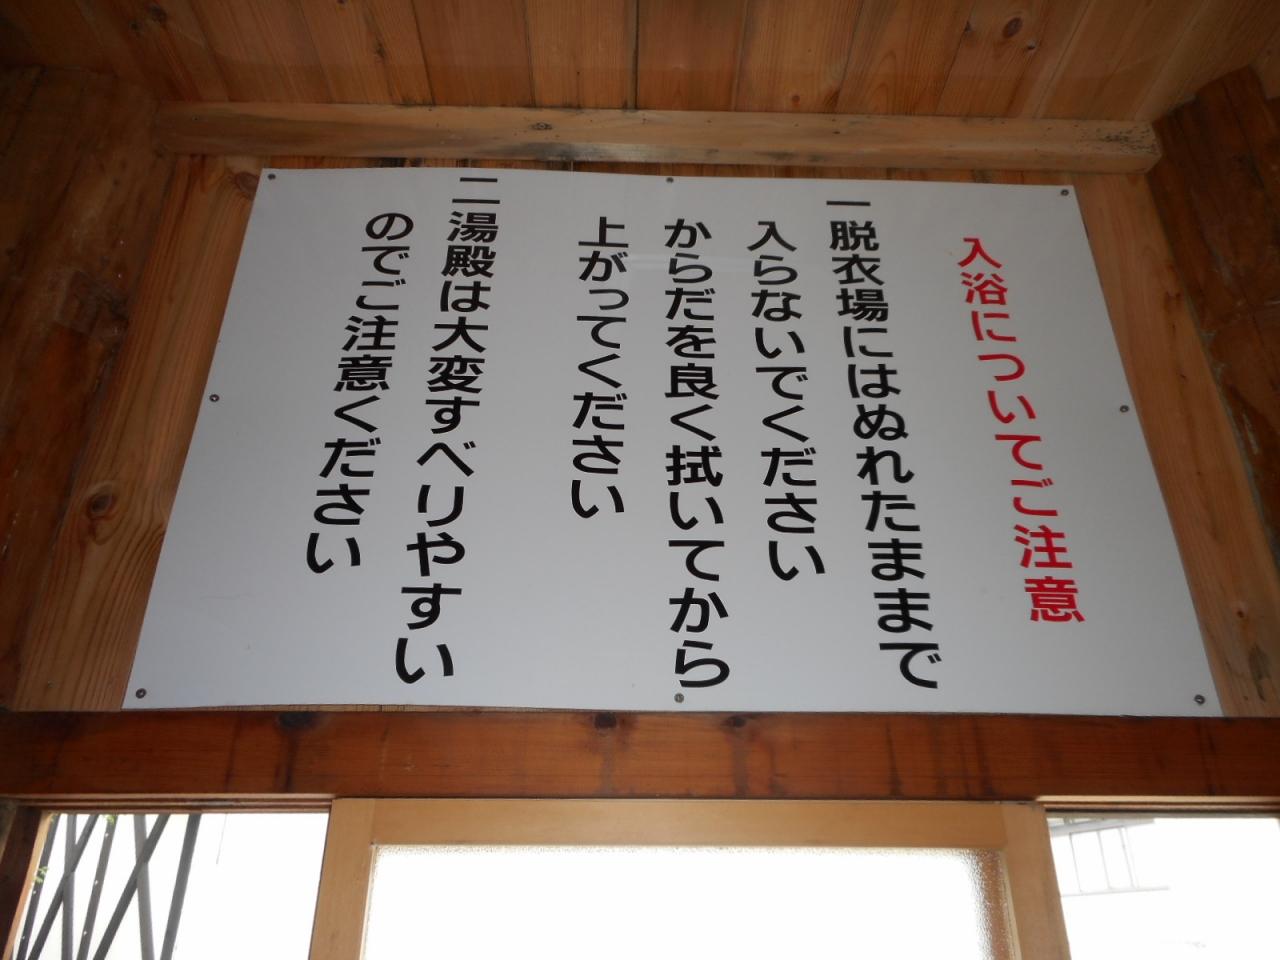 入浴についてご注意
一脱衣場にはぬれたままで
入らないでください
からだを良く拭いてから
上がってください
二湯殿は大変すべりやすい
のでご注意ください